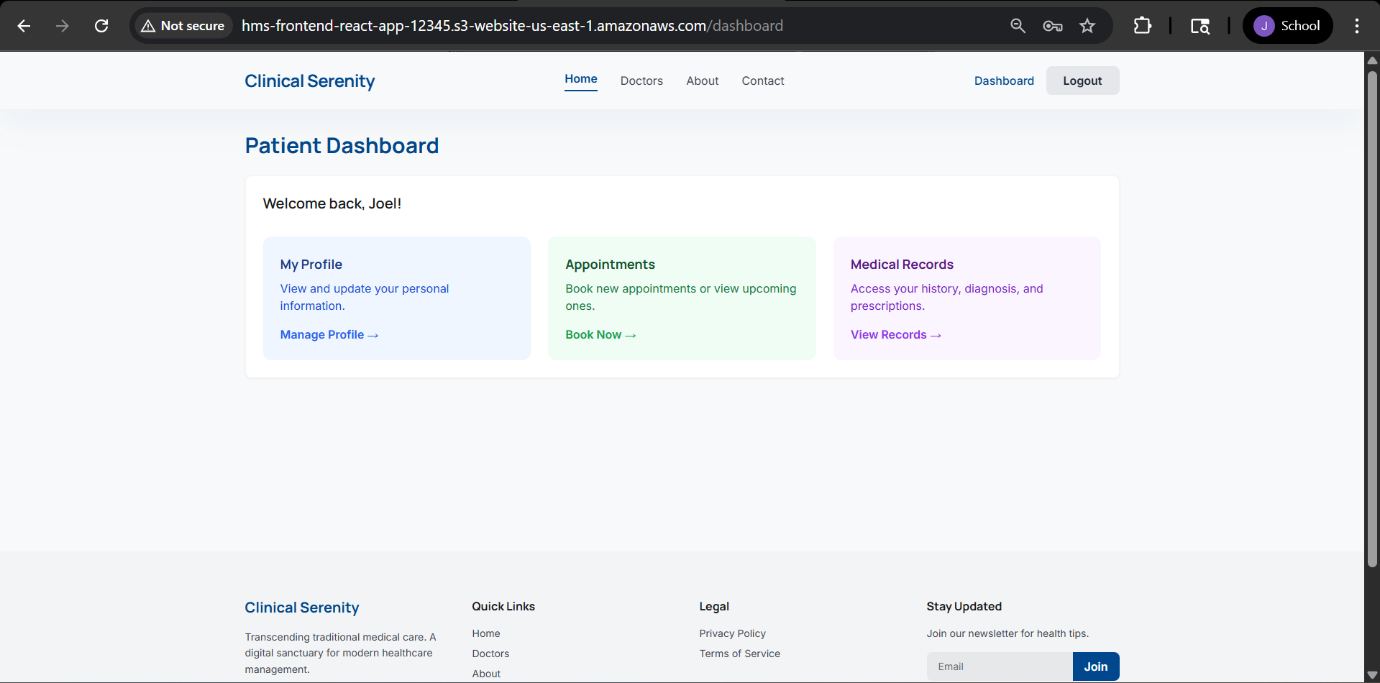 Not secure
hms-frontend-react-app-12345.s3-website-us-east-1.amazonaws.com/dashboard
J School
Clinical Serenity
Home
Doctors
About
Contact
Dashboard
Logout
Patient Dashboard
Welcome back, Joel!
My Profile
View and update your personal
information.
Manage Profile →
Appointments
Book new appointments or view upcoming
ones.
Book Now →
Medical Records
Access your history, diagnosis, and
prescriptions.
View Records →
Clinical Serenity
Transcending traditional medical care. A
digital sanctuary for modern healthcare
management.
Quick Links
Home
Doctors
About
Legal
Privacy Policy
Terms of Service
Stay Updated
Join our newsletter for health tips.
Email
Join